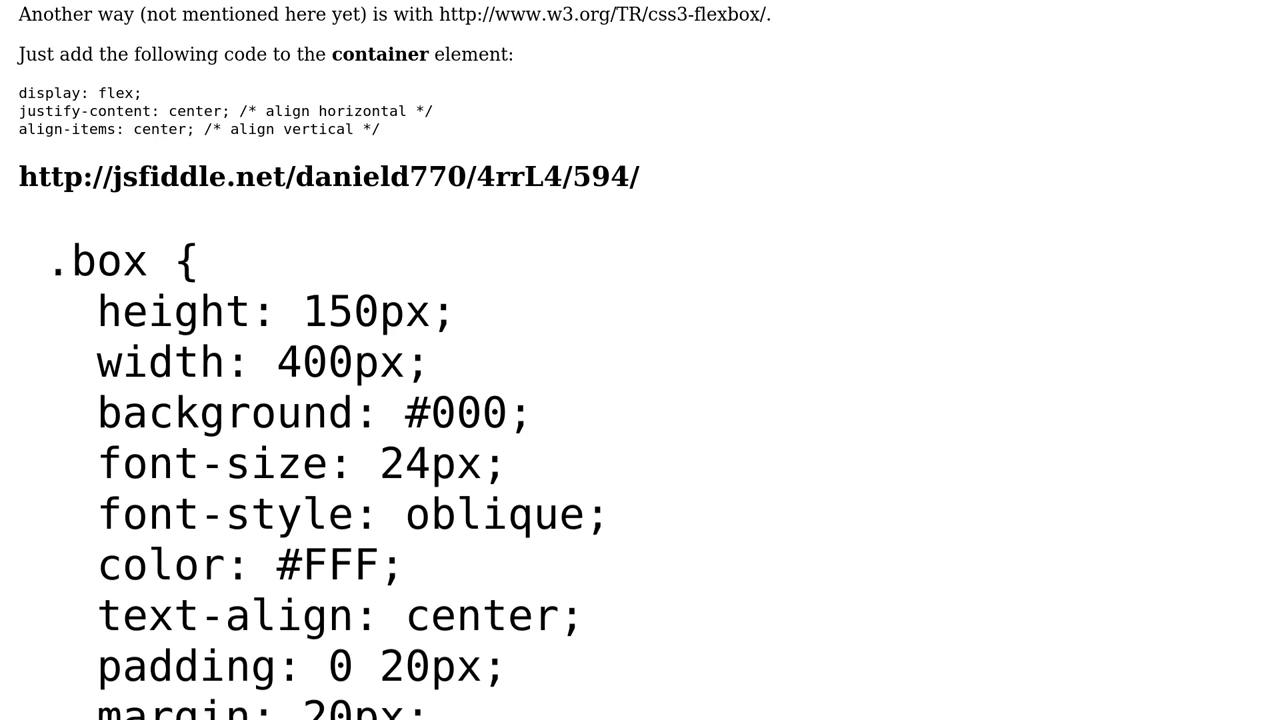 Another way (not mentioned here yet) is with http://www.w3.org/TR/css3-flexbox/.
Just add the following code to the container element:
display: flex;
justify-content: center; /* align horizontal */
align-items: center; /* align vertical */
http://jsfiddle.net/danield770/4rrL4/594/
.box {
height: 150px;
width: 400px;
background: #000;
font-size: 24px;
font-style: oblique;
color: #FFF;
text-align: center;
padding: 0 20px;
margin: 20px;